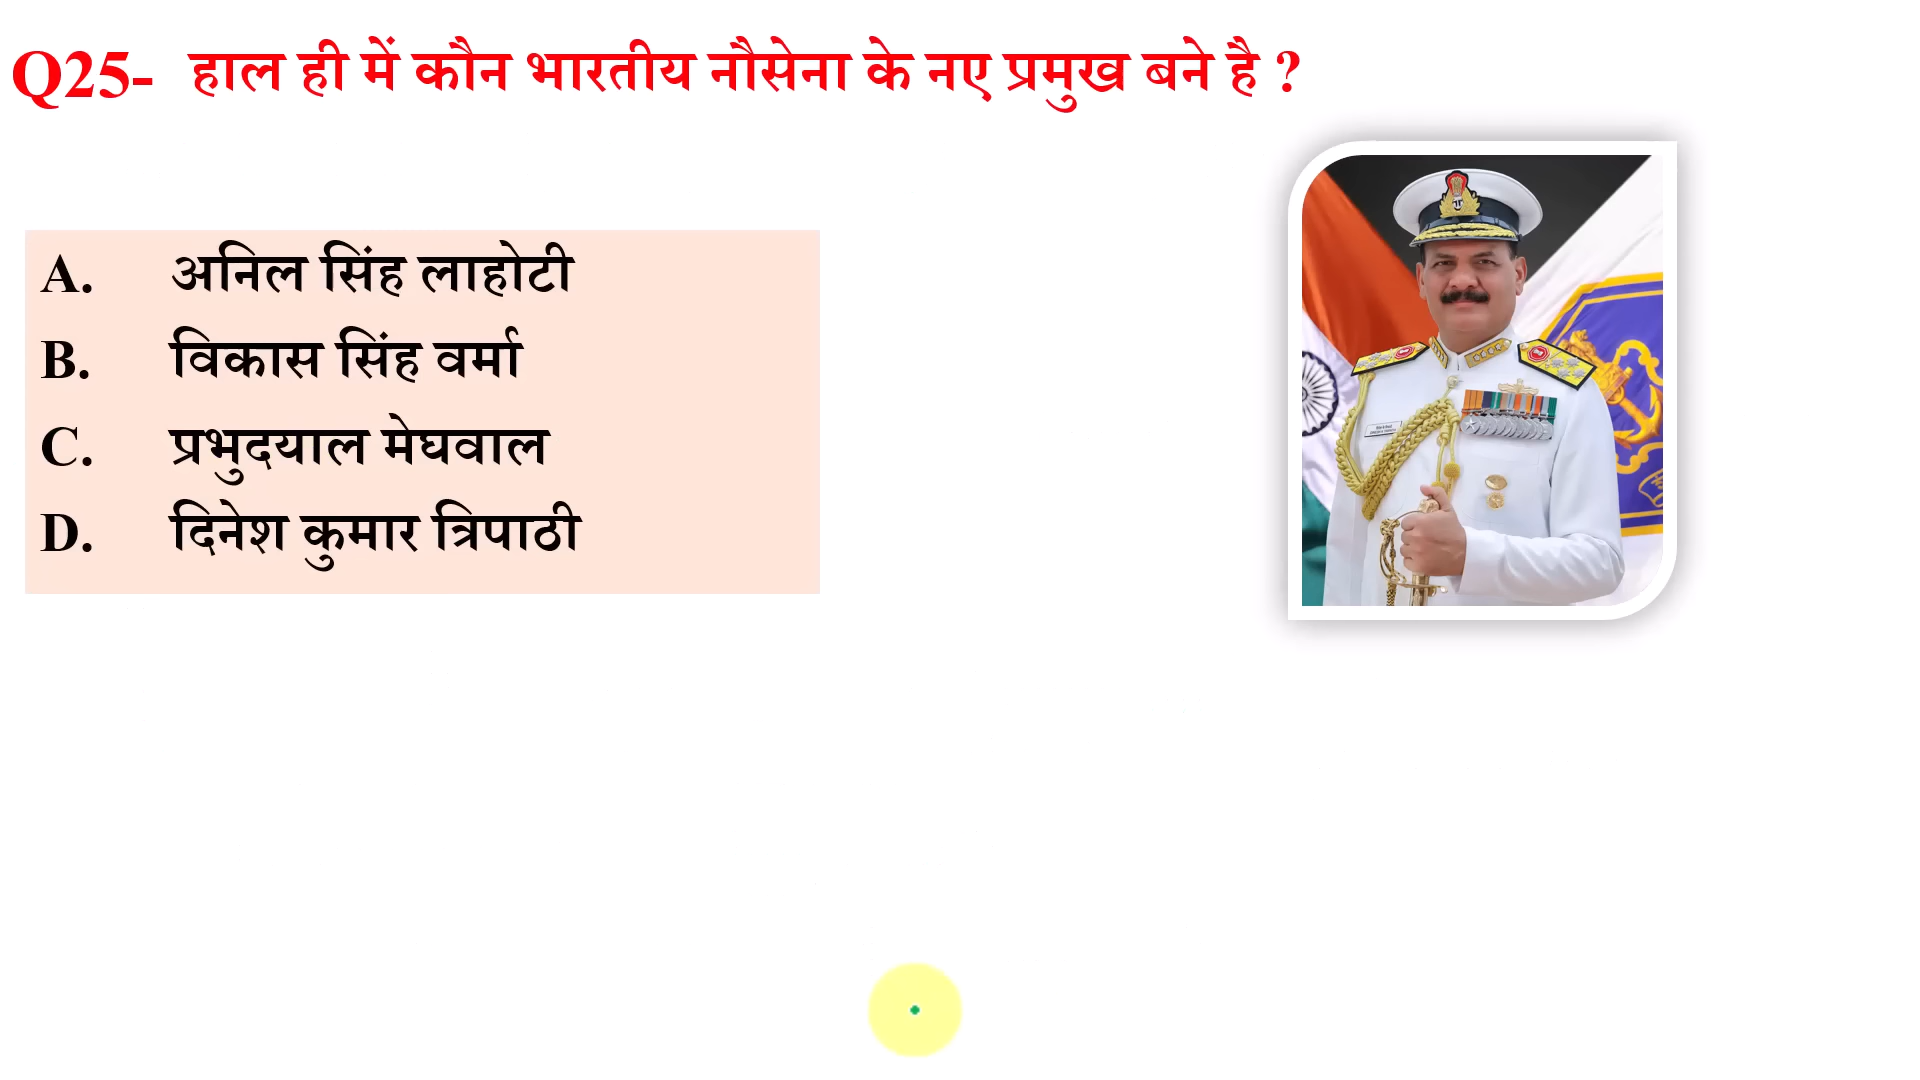 Q25- हाल ही में कौन भारतीय नौसेना के नए प्रमुख बने है ?
A. अनिल सिंह लाहोटी
B. विकास सिंह वर्मा
C. प्रभुदयाल मेघवाल
D. दिनेश कुमार त्रिपाठी